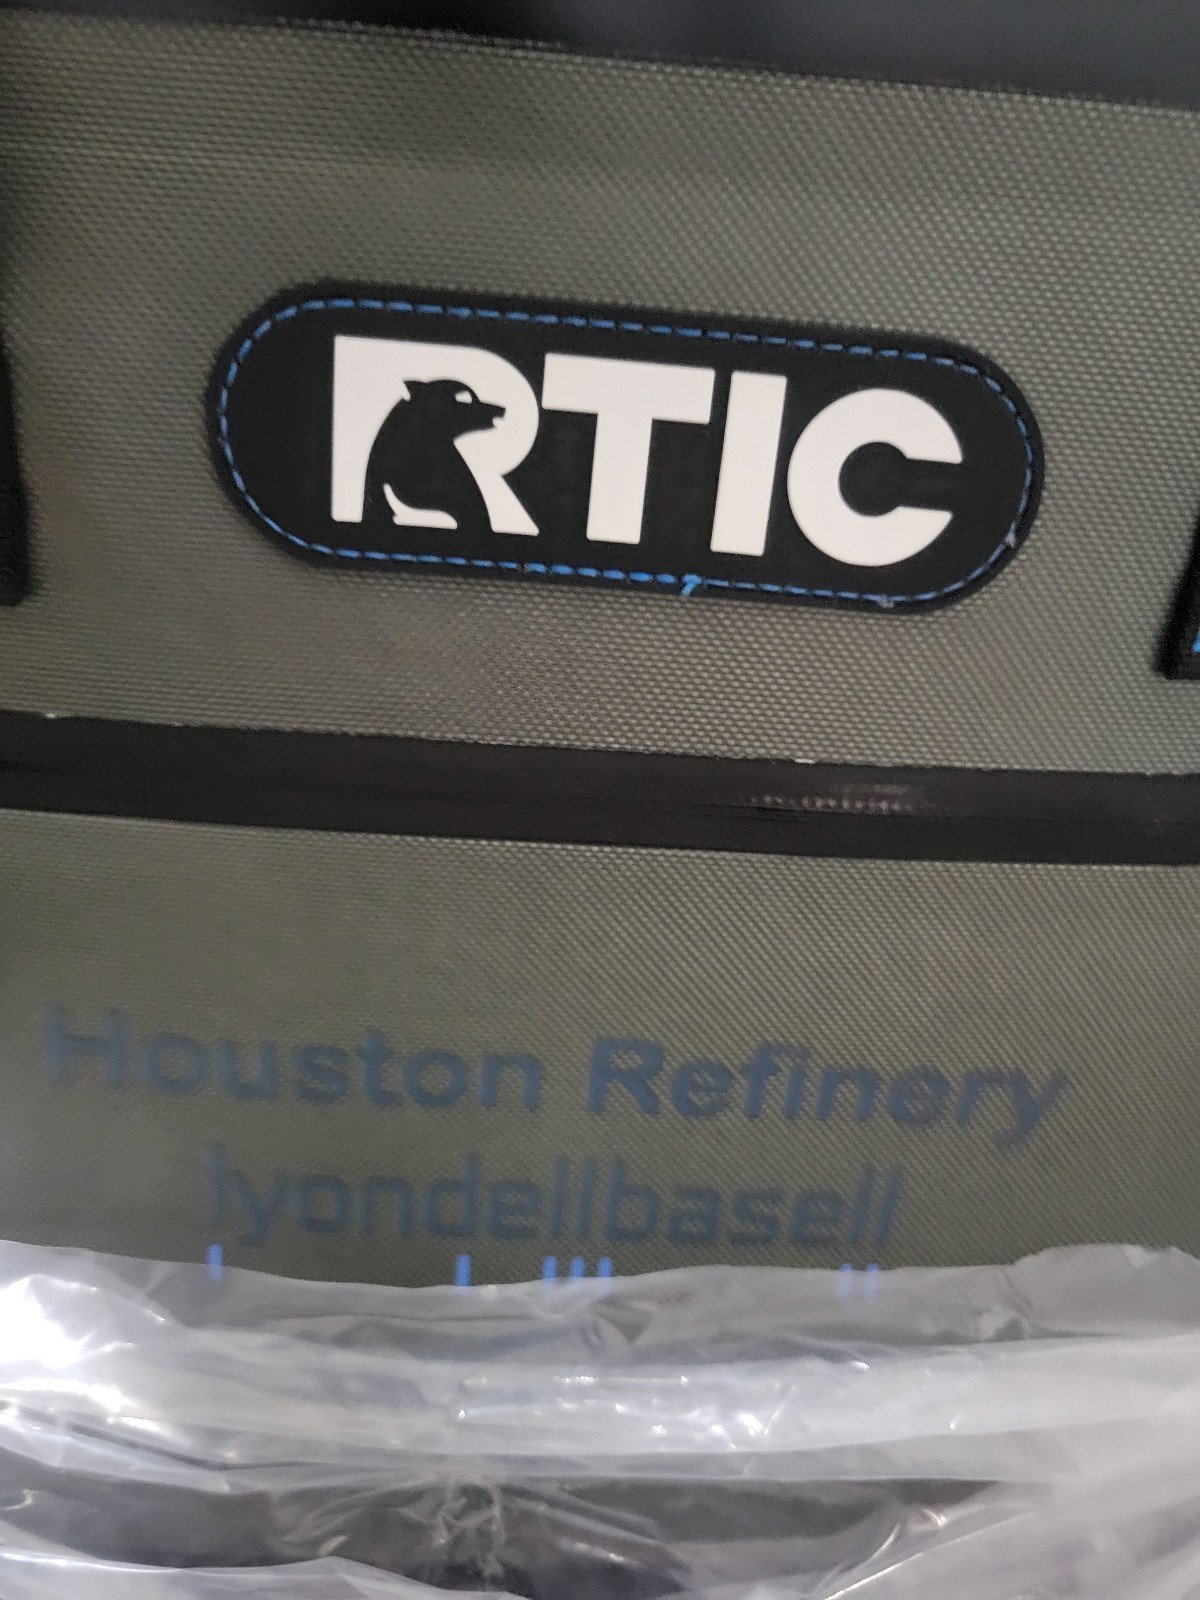 RTIC
Houston Refinery
lyondellbasell